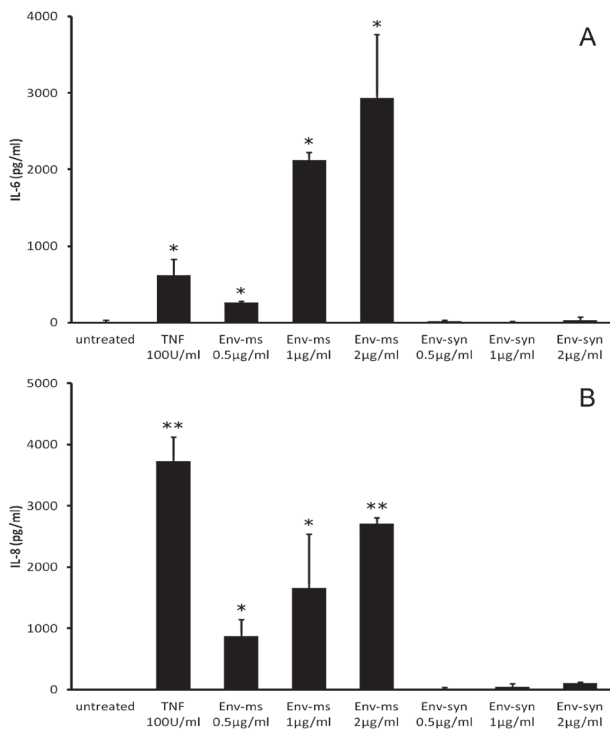 A
4000
*
3000
*
IL-6 (pg/ml)
2000
1000
*
*
0
untreated TNF Env-ms Env-ms Env-ms Env-syn Env-syn Env-syn
100U/ml 0.5µg/ml 1µg/ml 2µg/ml 0.5µg/ml 1µg/ml 2µg/ml
B
5000
**
4000
**
3000
*
IL-8 (pg/ml)
2000
*
1000
0
untreated TNF Env-ms Env-ms Env-ms Env-syn Env-syn Env-syn
100U/ml 0.5µg/ml 1µg/ml 2µg/ml 0.5µg/ml 1µg/ml 2µg/ml